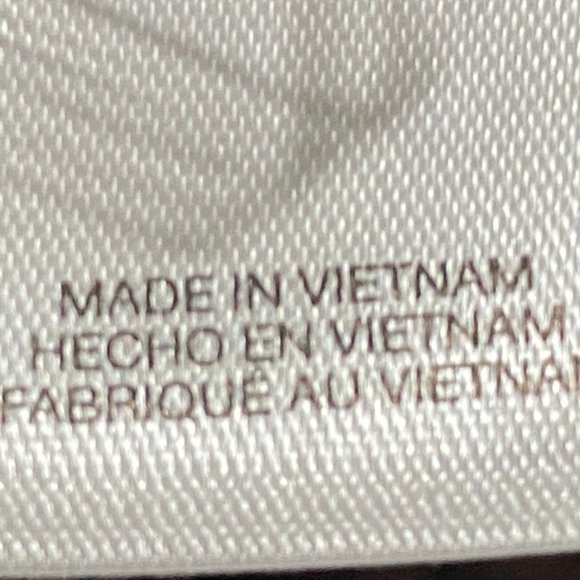 MADE IN VIETNAM
HECHO EN VIETNAM
FABRIQUÉ AU VIETNA